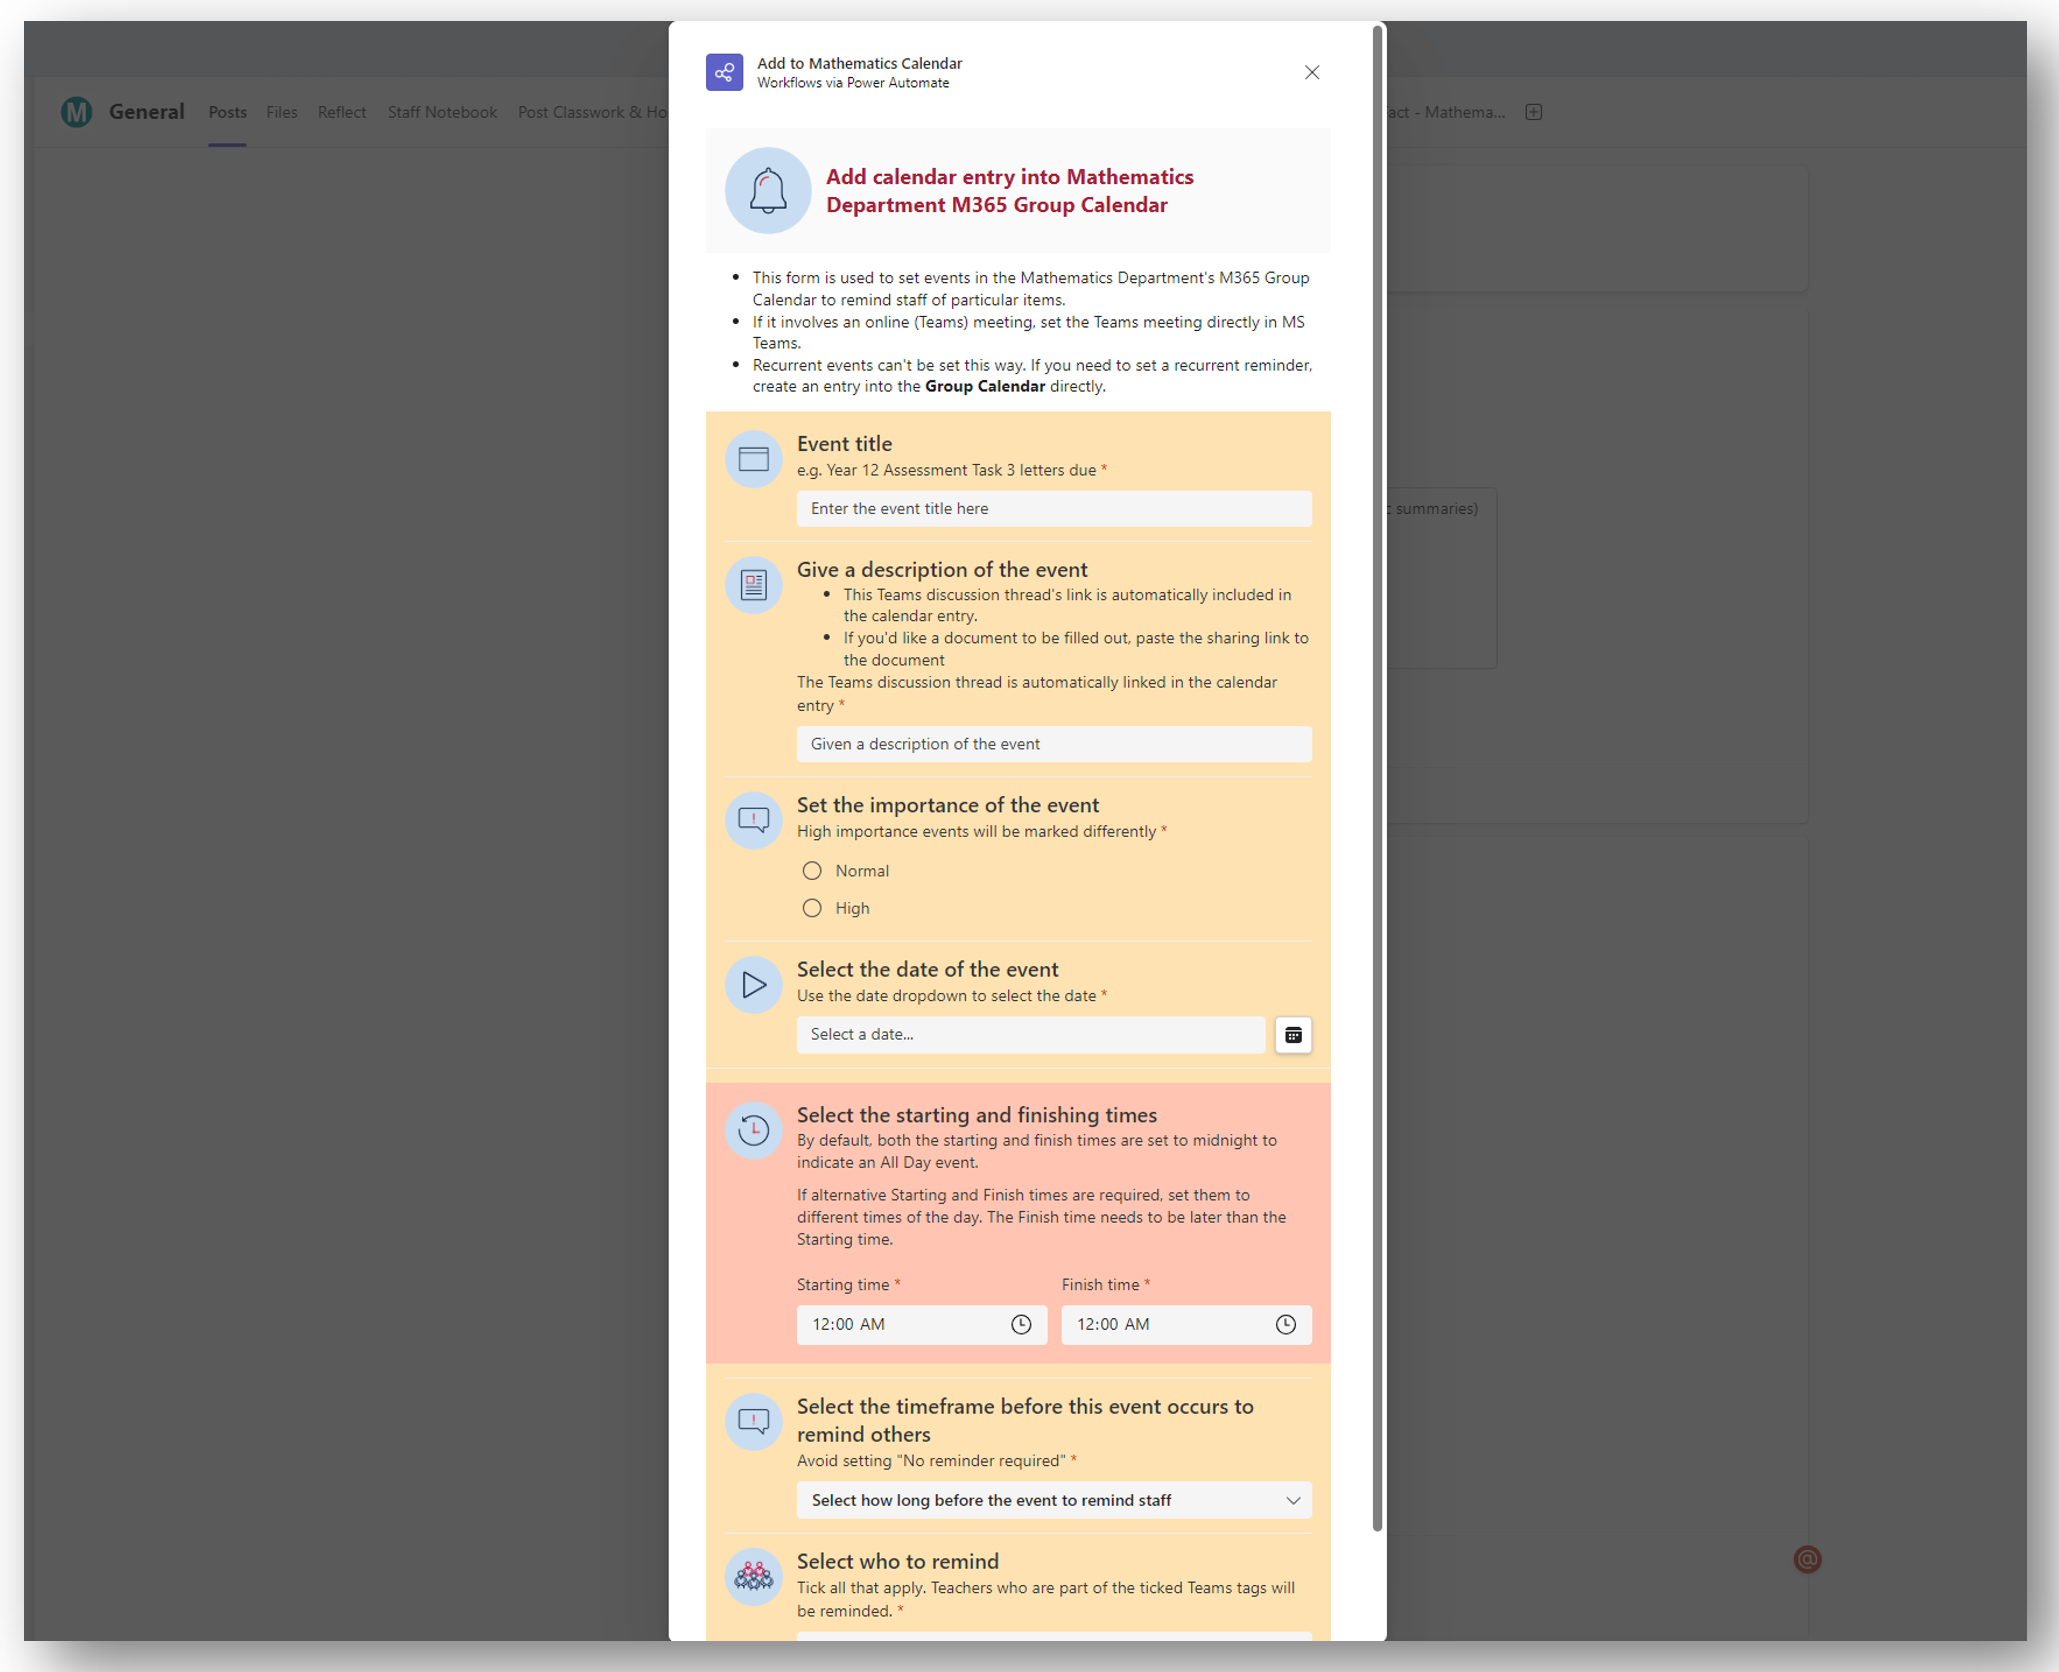 Add to Mathematics Calendar
Workflows via Power Automate
M General Posts Files Reflect Staff Notebook Post Classwork & Ho
act - Mathema...
Add calendar entry into Mathematics
Department M365 Group Calendar
• This form is used to set events in the Mathematics Department's M365 Group
Calendar to remind staff of particular items.
• If it involves an online (Teams) meeting, set the Teams meeting directly in MS
Teams.
• Recurrent events can't be set this way. If you need to set a recurrent reminder,
create an entry into the Group Calendar directly.
Event title
e.g. Year 12 Assessment Task 3 letters due *
Enter the event title here
summaries)
Give a description of the event
• This Teams discussion thread's link is automatically included in
the calendar entry.
• If you'd like a document to be filled out, paste the sharing link to
the document
The Teams discussion thread is automatically linked in the calendar
entry *
Given a description of the event
Set the importance of the event
High importance events will be marked differently *
Normal
High
Select the date of the event
Use the date dropdown to select the date *
Select a date...
Select the starting and finishing times
By default, both the starting and finish times are set to midnight to
indicate an All Day event.
If alternative Starting and Finish times are required, set them to
different times of the day. The Finish time needs to be later than the
Starting time.
Starting time * Finish time *
12:00 AM 12:00 AM
Select the timeframe before this event occurs to
remind others
Avoid setting "No reminder required" *
Select how long before the event to remind staff
Select who to remind
Tick all that apply. Teachers who are part of the ticked Teams tags will
be reminded. *
@